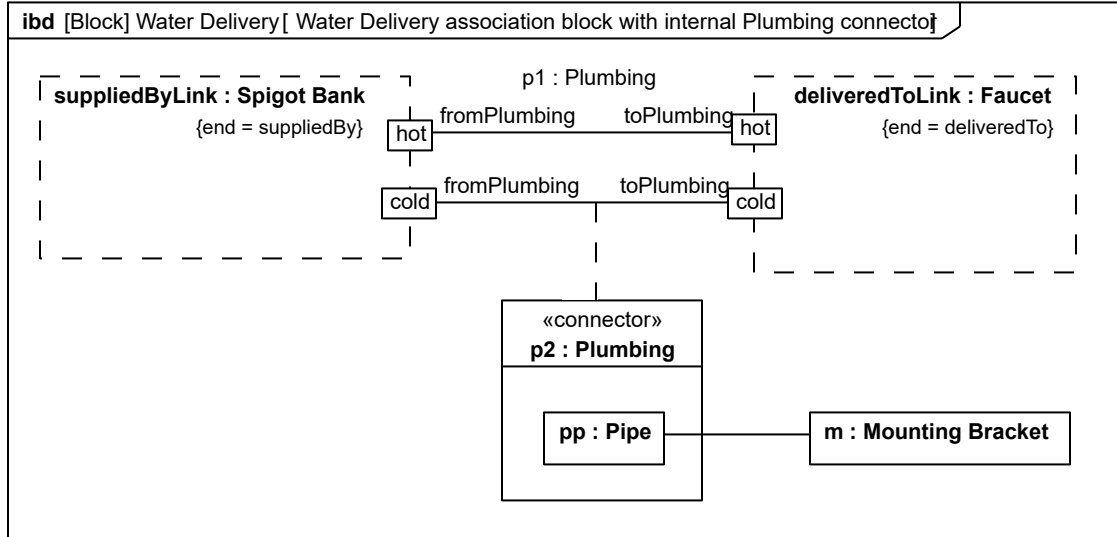 ibd [Block] Water Delivery[ Water Delivery association block with internal Plumbing connector]
p1 : Plumbing
suppliedByLink : Spigot Bank
{end = suppliedBy}
deliveredToLink : Faucet
{end = deliveredTo}
hot
fromPlumbing
toPlumbing
hot
cold
fromPlumbing
toPlumbing
cold
«connector»
p2 : Plumbing
pp : Pipe
m : Mounting Bracket